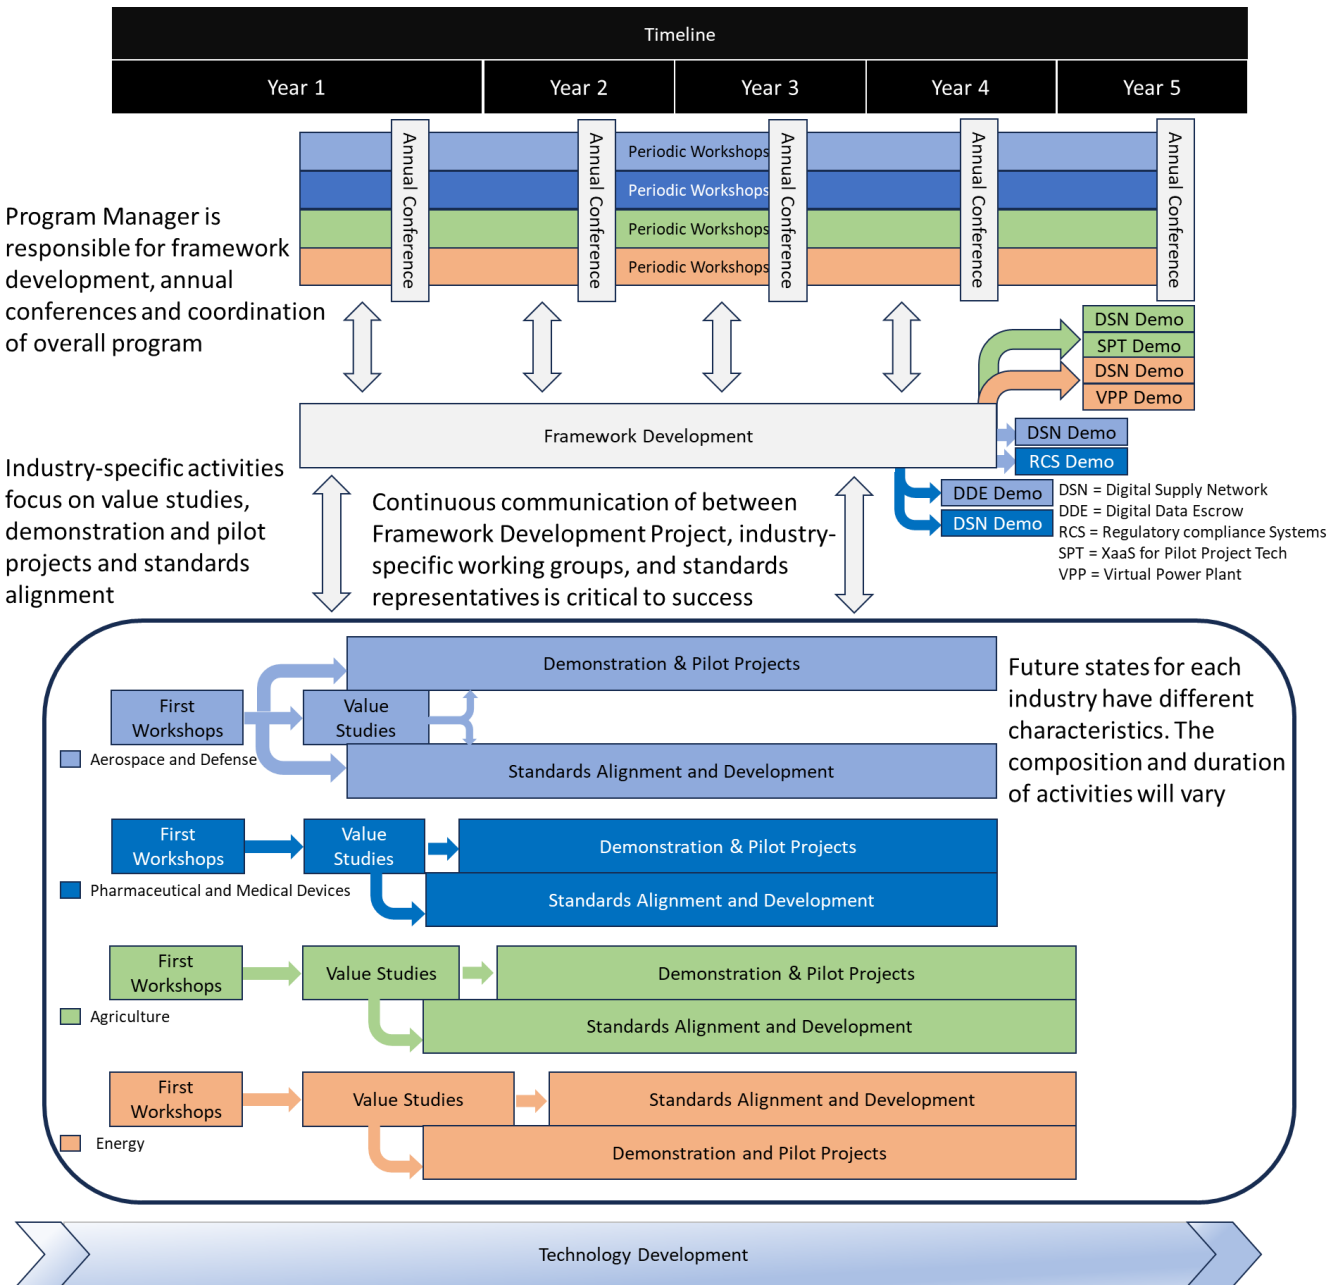 Timeline
Year 1
Year 2
Year 3
Year 4
Year 5
Annual Conference
Annual Conference
Annual Conference
Annual Conference
Annual Conference
Periodic Workshops
Periodic Workshops
Periodic Workshops
Periodic Workshops
Program Manager is
responsible for framework
development, annual
conferences and coordination
of overall program
DSN Demo
SPT Demo
DSN Demo
VPP Demo
Framework Development
DSN Demo
RCS Demo
DDE Demo
DSN Demo
DSN = Digital Supply Network
DDE = Digital Data Escrow
RCS = Regulatory compliance Systems
SPT = XaaS for Pilot Project Tech
VPP = Virtual Power Plant
Industry-specific activities
focus on value studies,
demonstration and pilot
projects and standards
alignment
Continuous communication of between
Framework Development Project, industry-
specific working groups, and standards
representatives is critical to success
Demonstration & Pilot Projects
First
Workshops
Value
Studies
Aerospace and Defense
Standards Alignment and Development
Future states for each
industry have different
characteristics. The
composition and duration
of activities will vary
First
Workshops
Value
Studies
Demonstration & Pilot Projects
Pharmaceutical and Medical Devices
Standards Alignment and Development
First
Workshops
Value Studies
Demonstration & Pilot Projects
Agriculture
Standards Alignment and Development
First
Workshops
Value Studies
Standards Alignment and Development
Energy
Demonstration and Pilot Projects
Technology Development